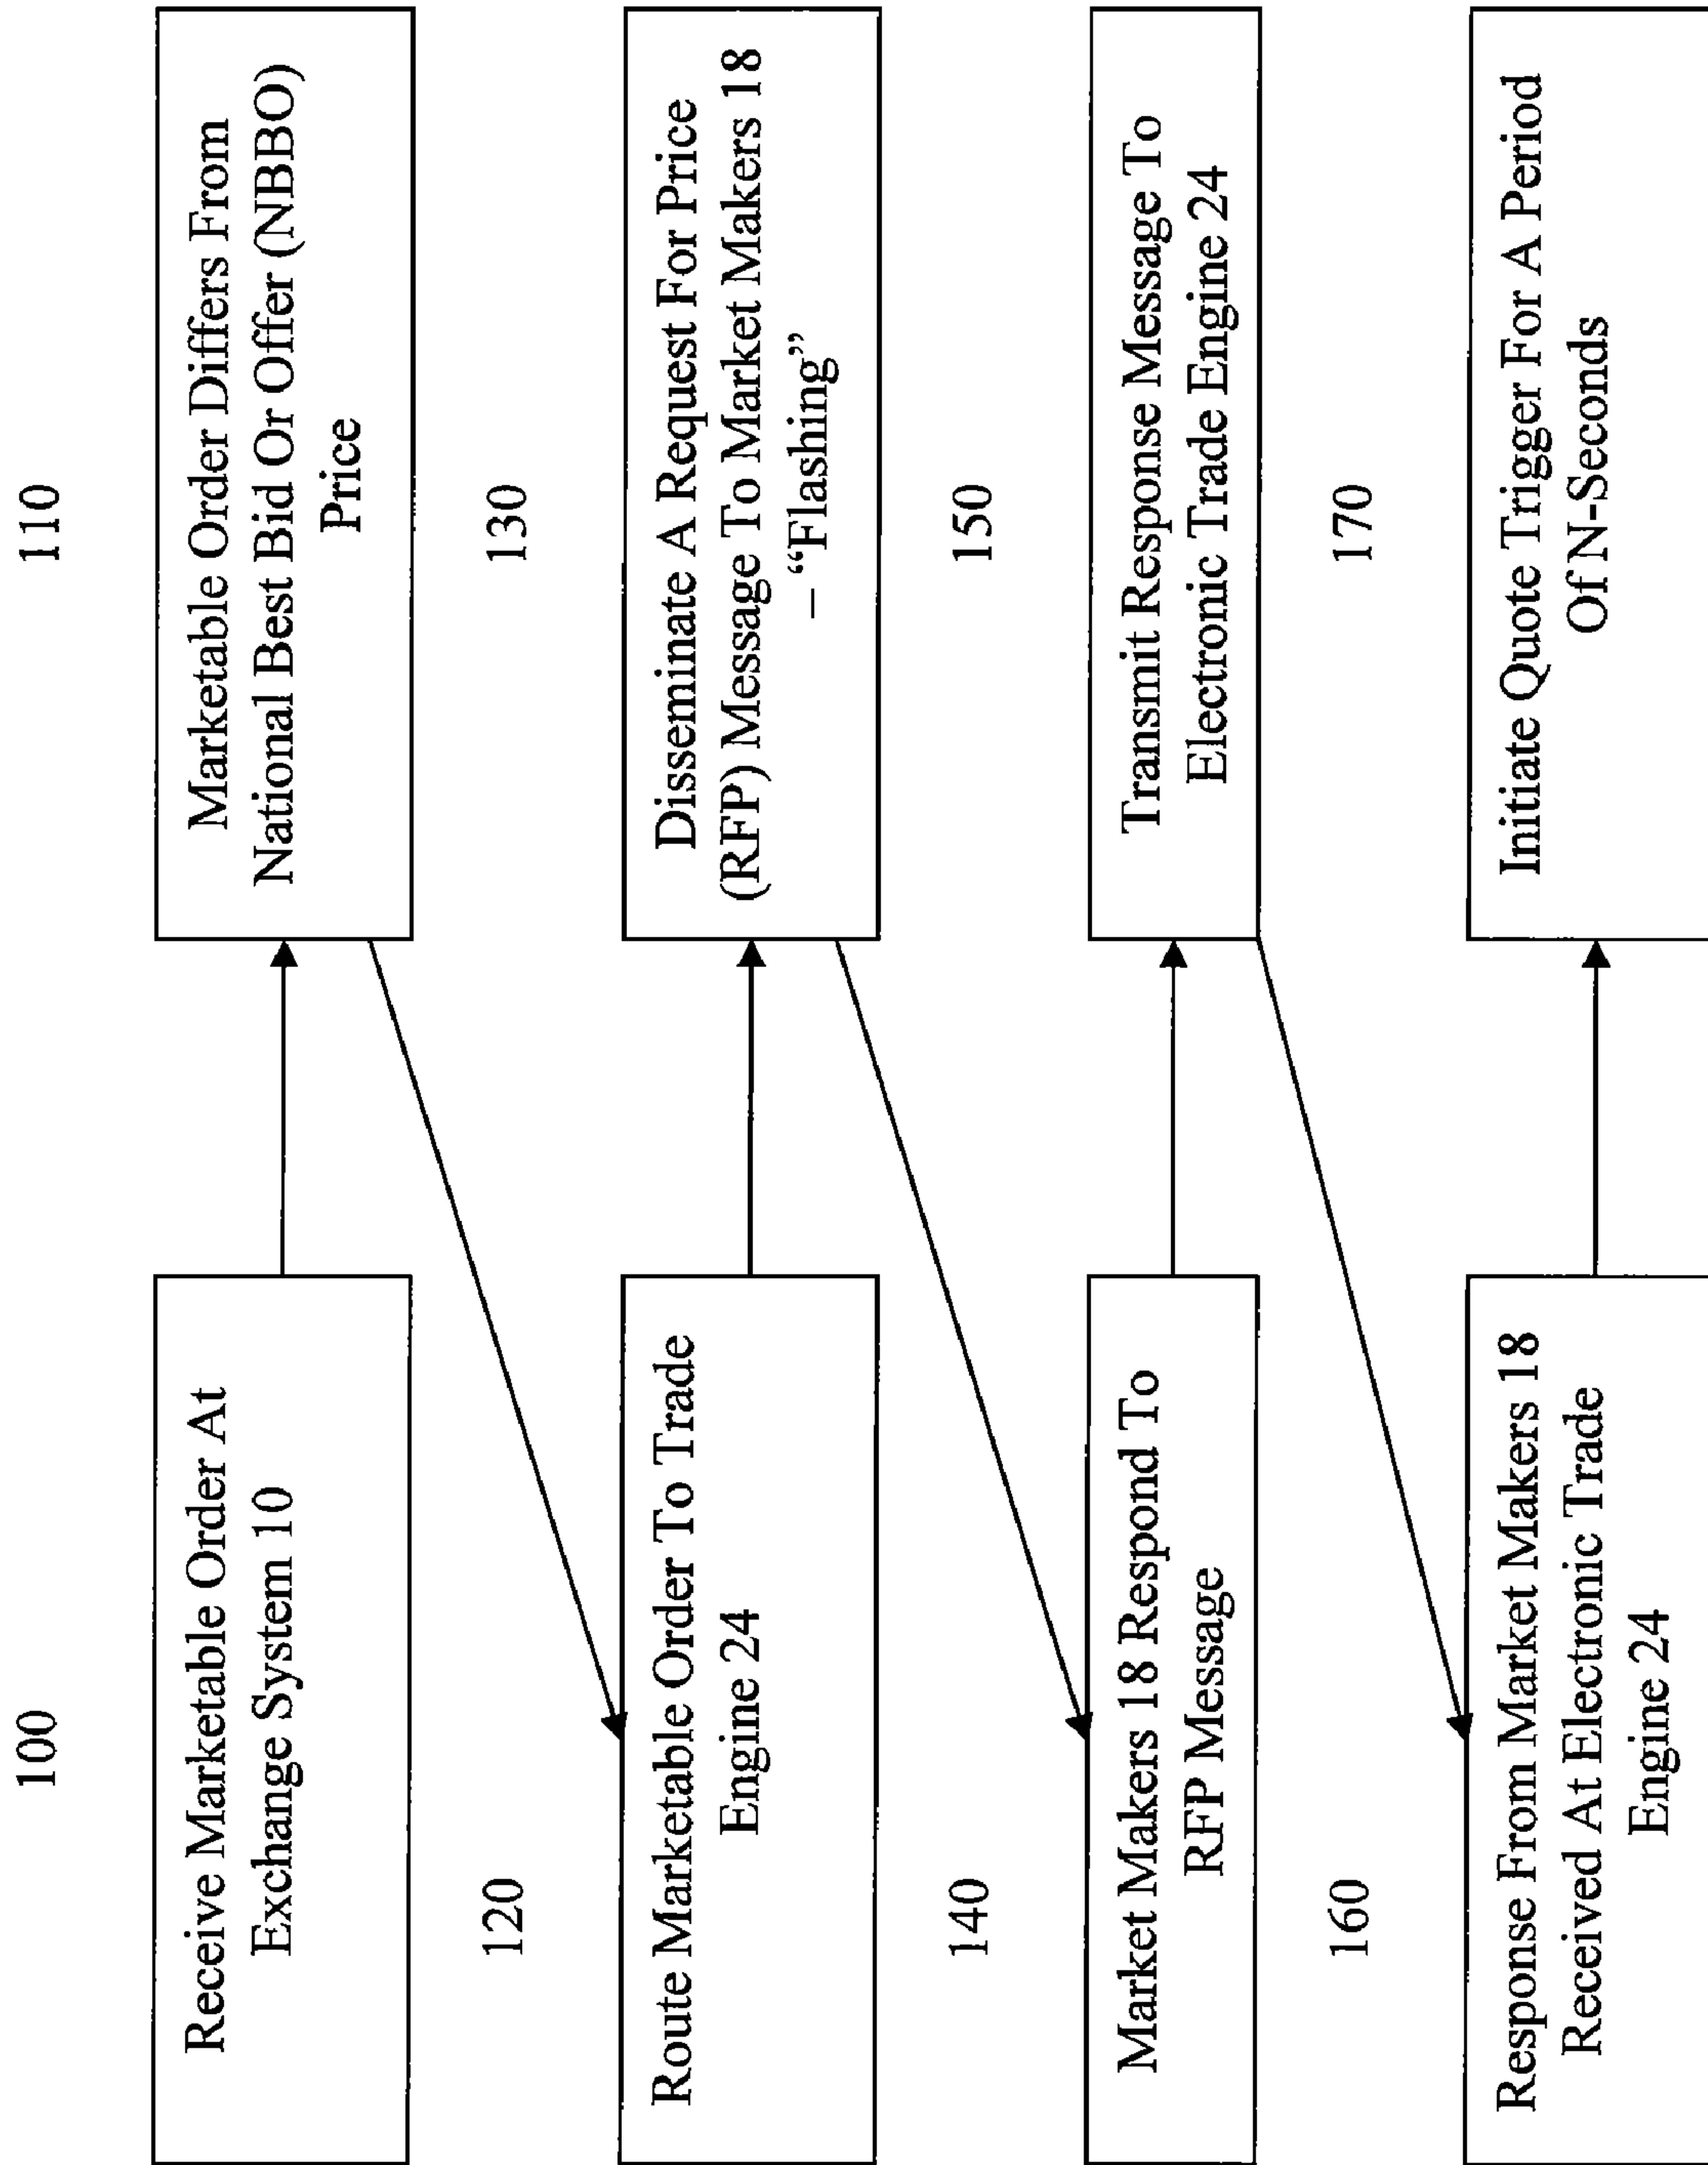 100
Receive Marketable Order At
Exchange System 10
110
Marketable Order Differs From
National Best Bid Or Offer (NBBO)
Price
120
Route Marketable Order To Trade
Engine 24
130
Disseminate A Request For Price
(RFP) Message To Market Makers 18
– “Flashing”
140
Market Makers 18 Respond To
RFP Message
150
Transmit Response Message To
Electronic Trade Engine 24
160
Response From Market Makers 18
Received At Electronic Trade
Engine 24
170
Initiate Quote Trigger For A Period
Of N-Seconds